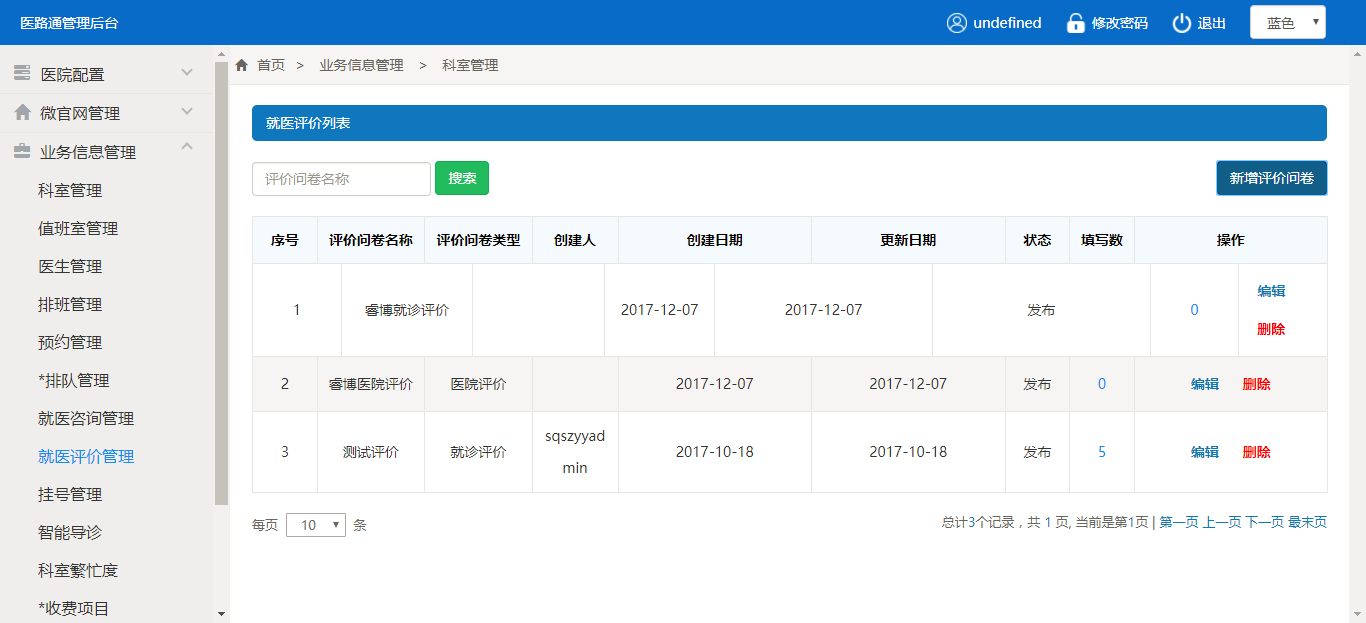 医路通管理后台
undefined 修改密码 退出 蓝色
医院配置
微官网管理
业务信息管理
科室管理
值班室管理
医生管理
排班管理
预约管理
*排队管理
就医咨询管理
就医评价管理
挂号管理
智能导诊
科室繁忙度
*收费项目
首页 > 业务信息管理 > 科室管理
就医评价列表
评价问卷名称 搜索 新增评价问卷
序号 评价问卷名称 评价问卷类型 创建人 创建日期 更新日期 状态 填写数 操作
1 睿博就诊评价 2017-12-07 2017-12-07 发布 0 编辑
删除
2 睿博医院评价 医院评价 2017-12-07 2017-12-07 发布 0 编辑 删除
3 测试评价 就诊评价 sqszyyad
min 2017-10-18 2017-10-18 发布 5 编辑 删除
每页 10 条
总计3个记录，共 1 页, 当前是第1页 | 第一页 上一页 下一页 最末页